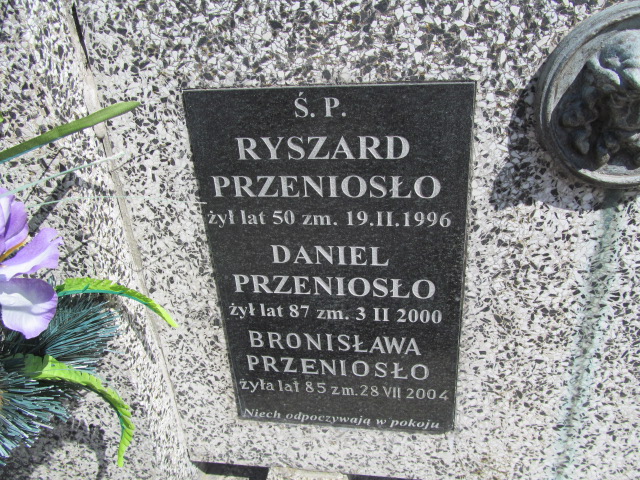 Ś. P.
RYSZARD
PRZENIOSŁO
żył lat 50 zm. 19.II.1996
DANIEL
PRZENIOSŁO
żył lat 87 zm. 3 II 2000
BRONISŁAWA
PRZENIOSŁO
żyła lat 85 zm. 28 VII 2004
Niech odpoczywają w pokoju